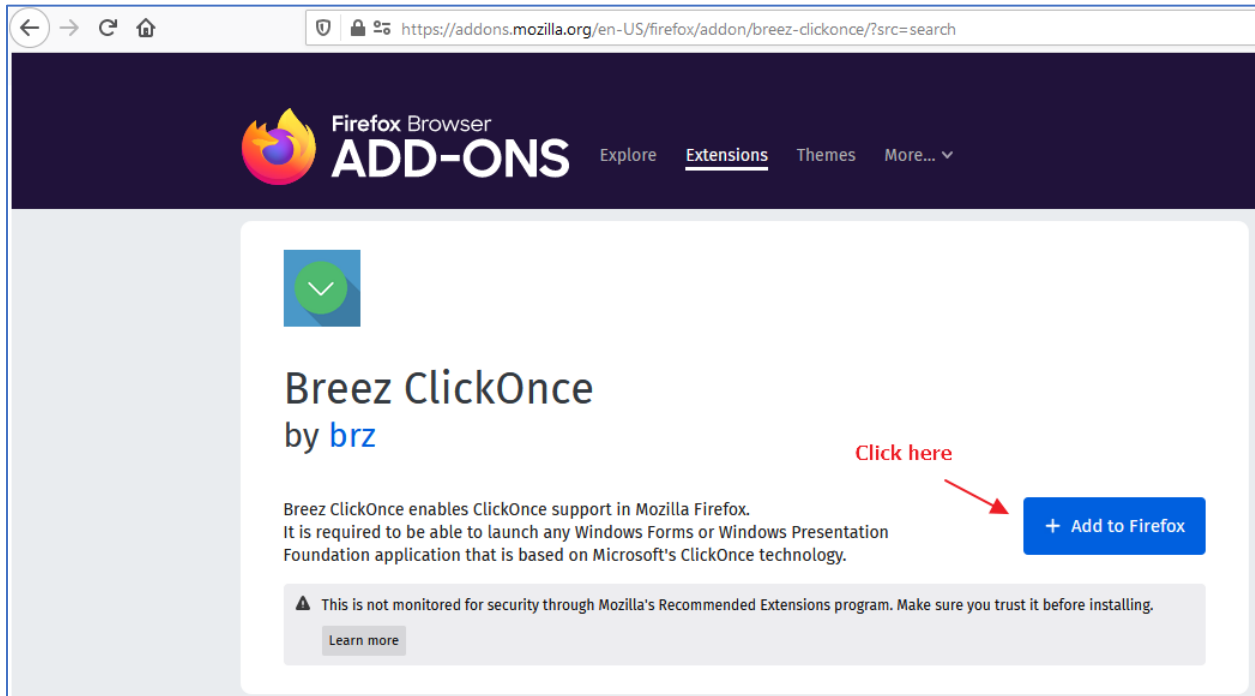 https://addons.mozilla.org/en-US/firefox/addon/breez-clickonce/?src=search
Firefox Browser
ADD-ONS
Explore Extensions Themes More...
Breez ClickOnce
by brz
Click here
Breez ClickOnce enables ClickOnce support in Mozilla Firefox.
It is required to be able to launch any Windows Forms or Windows Presentation
Foundation application that is based on Microsoft's ClickOnce technology.
+ Add to Firefox
This is not monitored for security through Mozilla's Recommended Extensions program. Make sure you trust it before installing.
Learn more